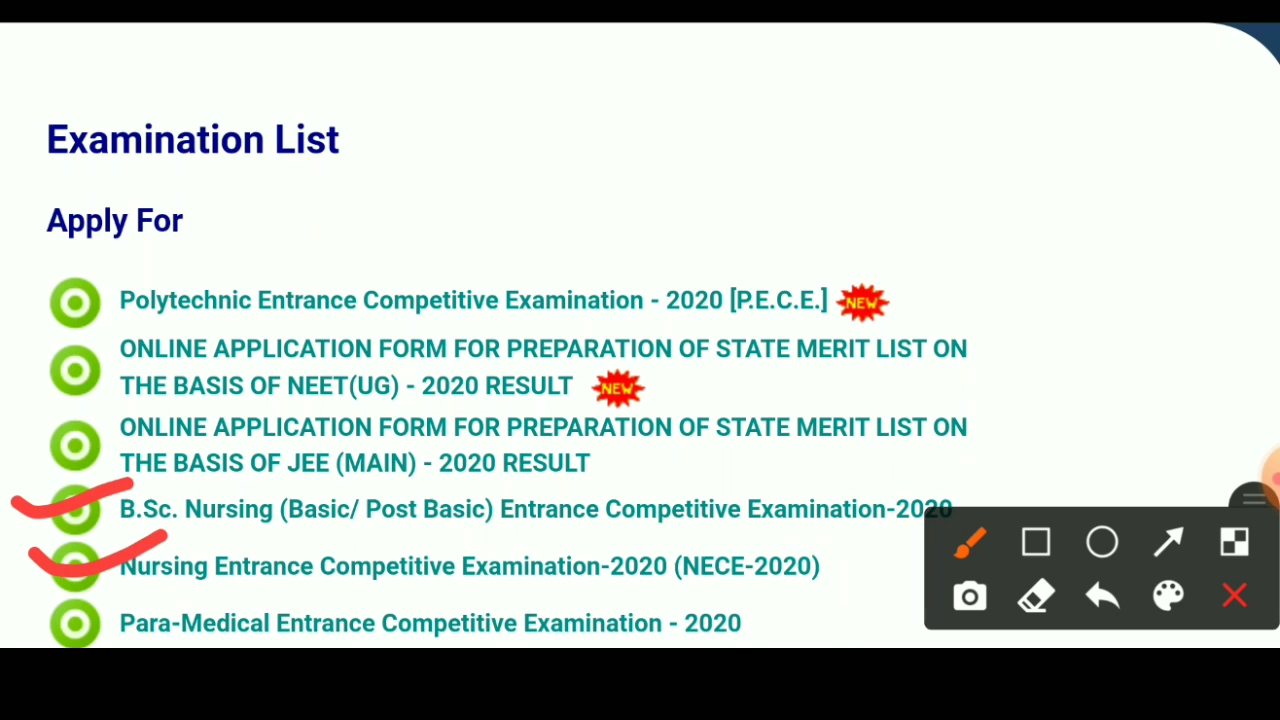 Examination List
Apply For
Polytechnic Entrance Competitive Examination - 2020 [P.E.C.E.] NEW
ONLINE APPLICATION FORM FOR PREPARATION OF STATE MERIT LIST ON
THE BASIS OF NEET(UG) - 2020 RESULT NEW
ONLINE APPLICATION FORM FOR PREPARATION OF STATE MERIT LIST ON
THE BASIS OF JEE (MAIN) - 2020 RESULT
B.Sc. Nursing (Basic/ Post Basic) Entrance Competitive Examination-2020
Nursing Entrance Competitive Examination-2020 (NECE-2020)
Para-Medical Entrance Competitive Examination - 2020